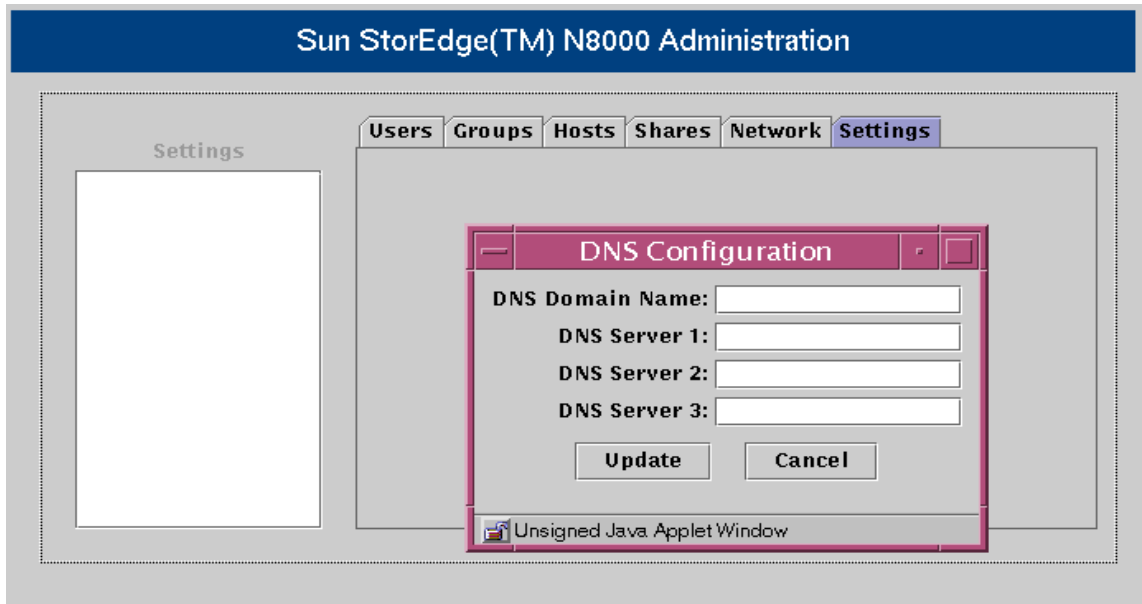 Sun StorEdge(TM) N8000 Administration
Settings
Users Groups Hosts Shares Network Settings
DNS Configuration
DNS Domain Name:
DNS Server 1:
DNS Server 2:
DNS Server 3:
Update Cancel
Unsigned Java Applet Window